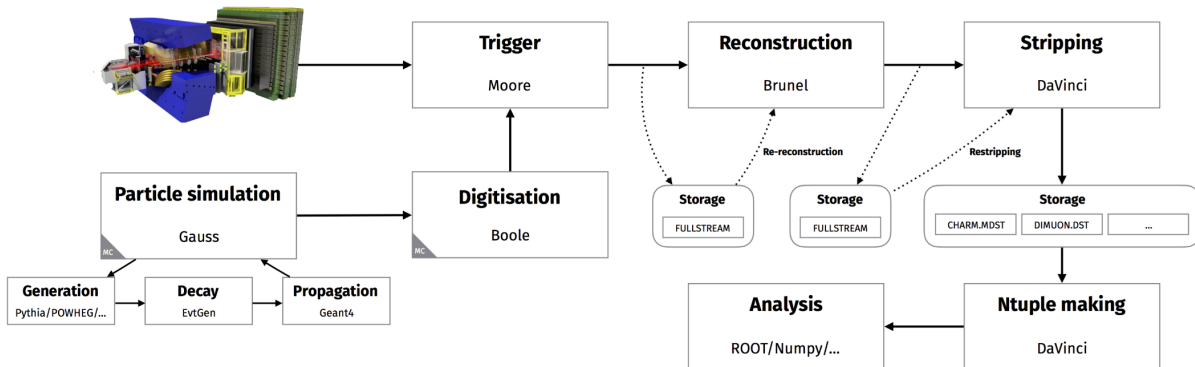 Trigger
Moore
Reconstruction
Brunel
Stripping
DaVinci
Re-reconstruction
Restripping
Particle simulation
Gauss
MC
Digitisation
Boole
MC
Storage
FULLSTREAM
Storage
FULLSTREAM
Storage
CHARM.MDST
DIMUON.DST
...
Generation
Pythia/POWHEG/...
Decay
EvtGen
Propagation
Geant4
Analysis
ROOT/Numpy/...
Ntuple making
DaVinci